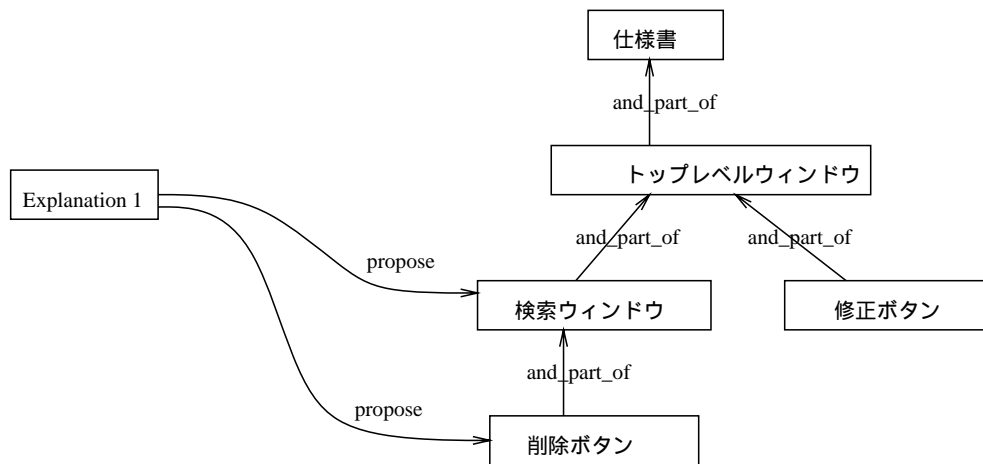 仕様書
and_part_of
トップレベルウィンドウ
Explanation 1
and_part_of
and_part_of
propose
検索ウィンドウ
修正ボタン
and_part_of
propose
削除ボタン